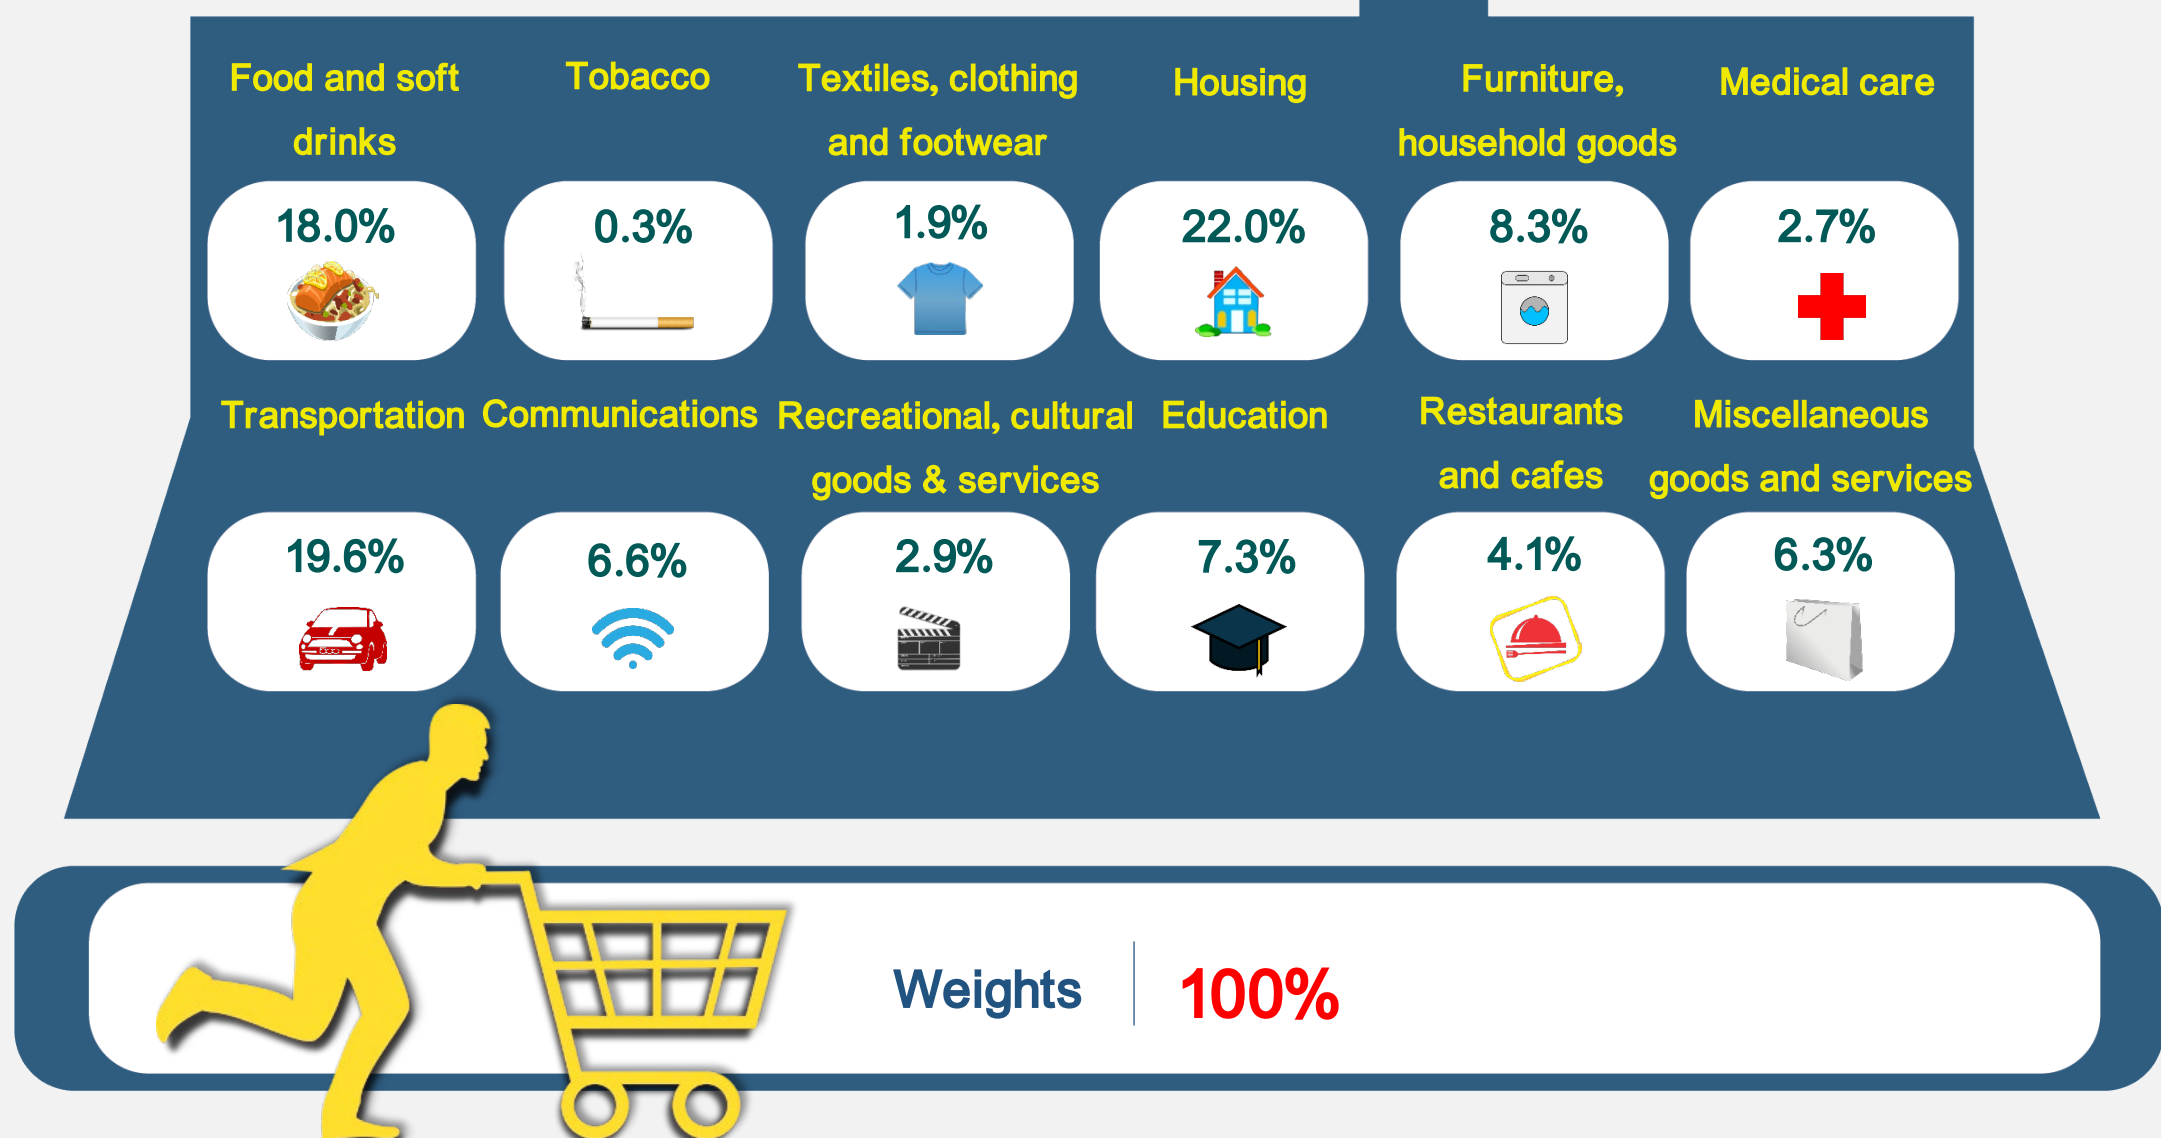 Food and soft
drinks
Tobacco
Textiles, clothing
and footwear
Housing
Furniture,
household goods
Medical care
18.0%
0.3%
1.9%
22.0%
8.3%
2.7%
Transportation
Communications
Recreational, cultural
goods & services
Education
Restaurants
and cafes
Miscellaneous
goods and services
19.6%
6.6%
2.9%
7.3%
4.1%
6.3%
Weights
100%